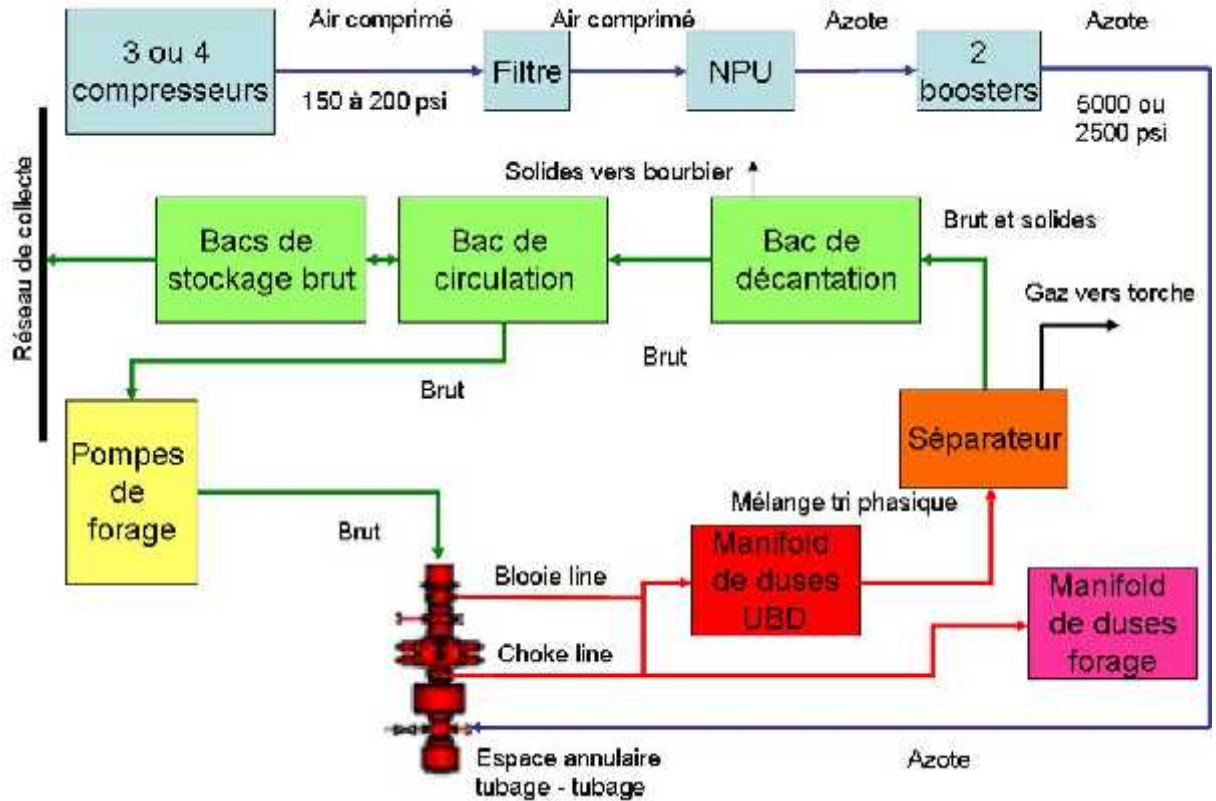 Air comprimé
Air comprimé
Azote
Azote
3 ou 4
compresseurs
Filtre
NPU
2
boosters
150 à 200 psi
5000 ou
2500 psi
Solides vers bourbier
Réseau de collecte
Bacs de
stockage brut
Bac de
circulation
Bac de
décantation
Brut et solides
Gaz vers torche
Brut
Brut
Pompes
de
forage
Séparateur
Mélange tri phasique
Brut
Blooie line
Manifold
de duses
UBD
Manifold
de duses
forage
Choke line
Espace annulaire
tubage - tubage
Azote